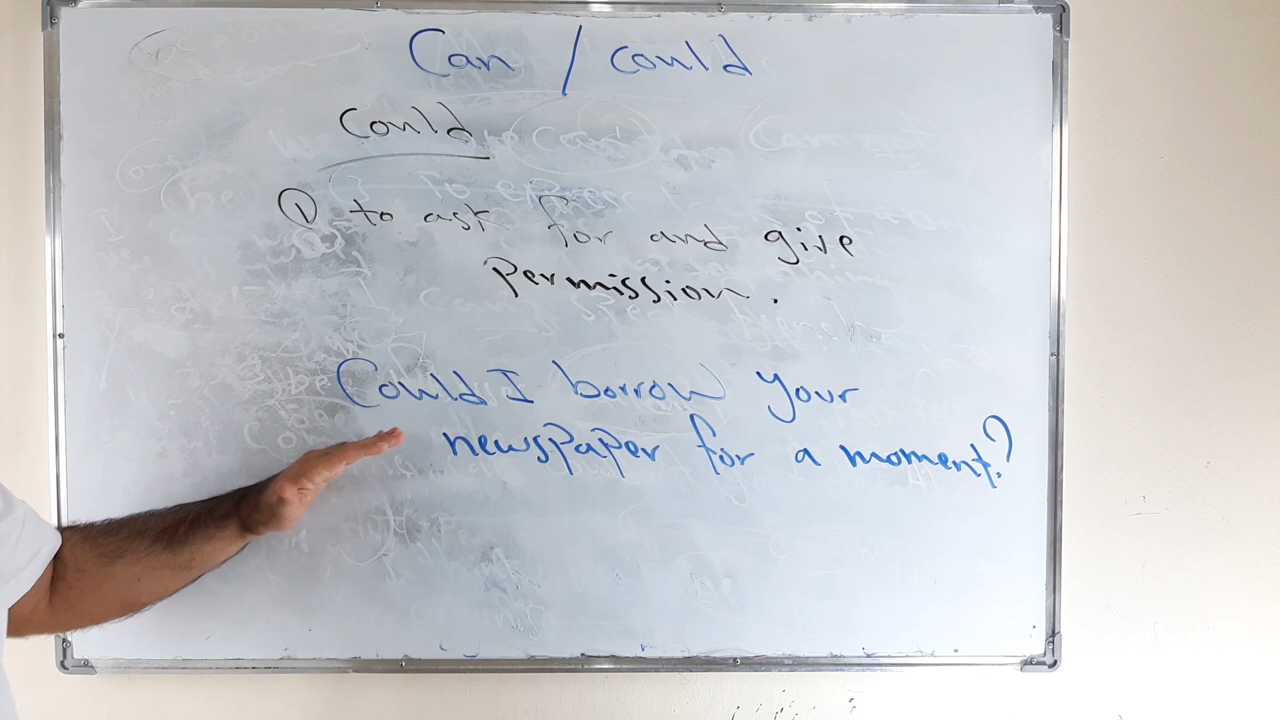 Can / could
Could
① to ask for and give
permission.
Could I borrow your
newspaper for a moment?